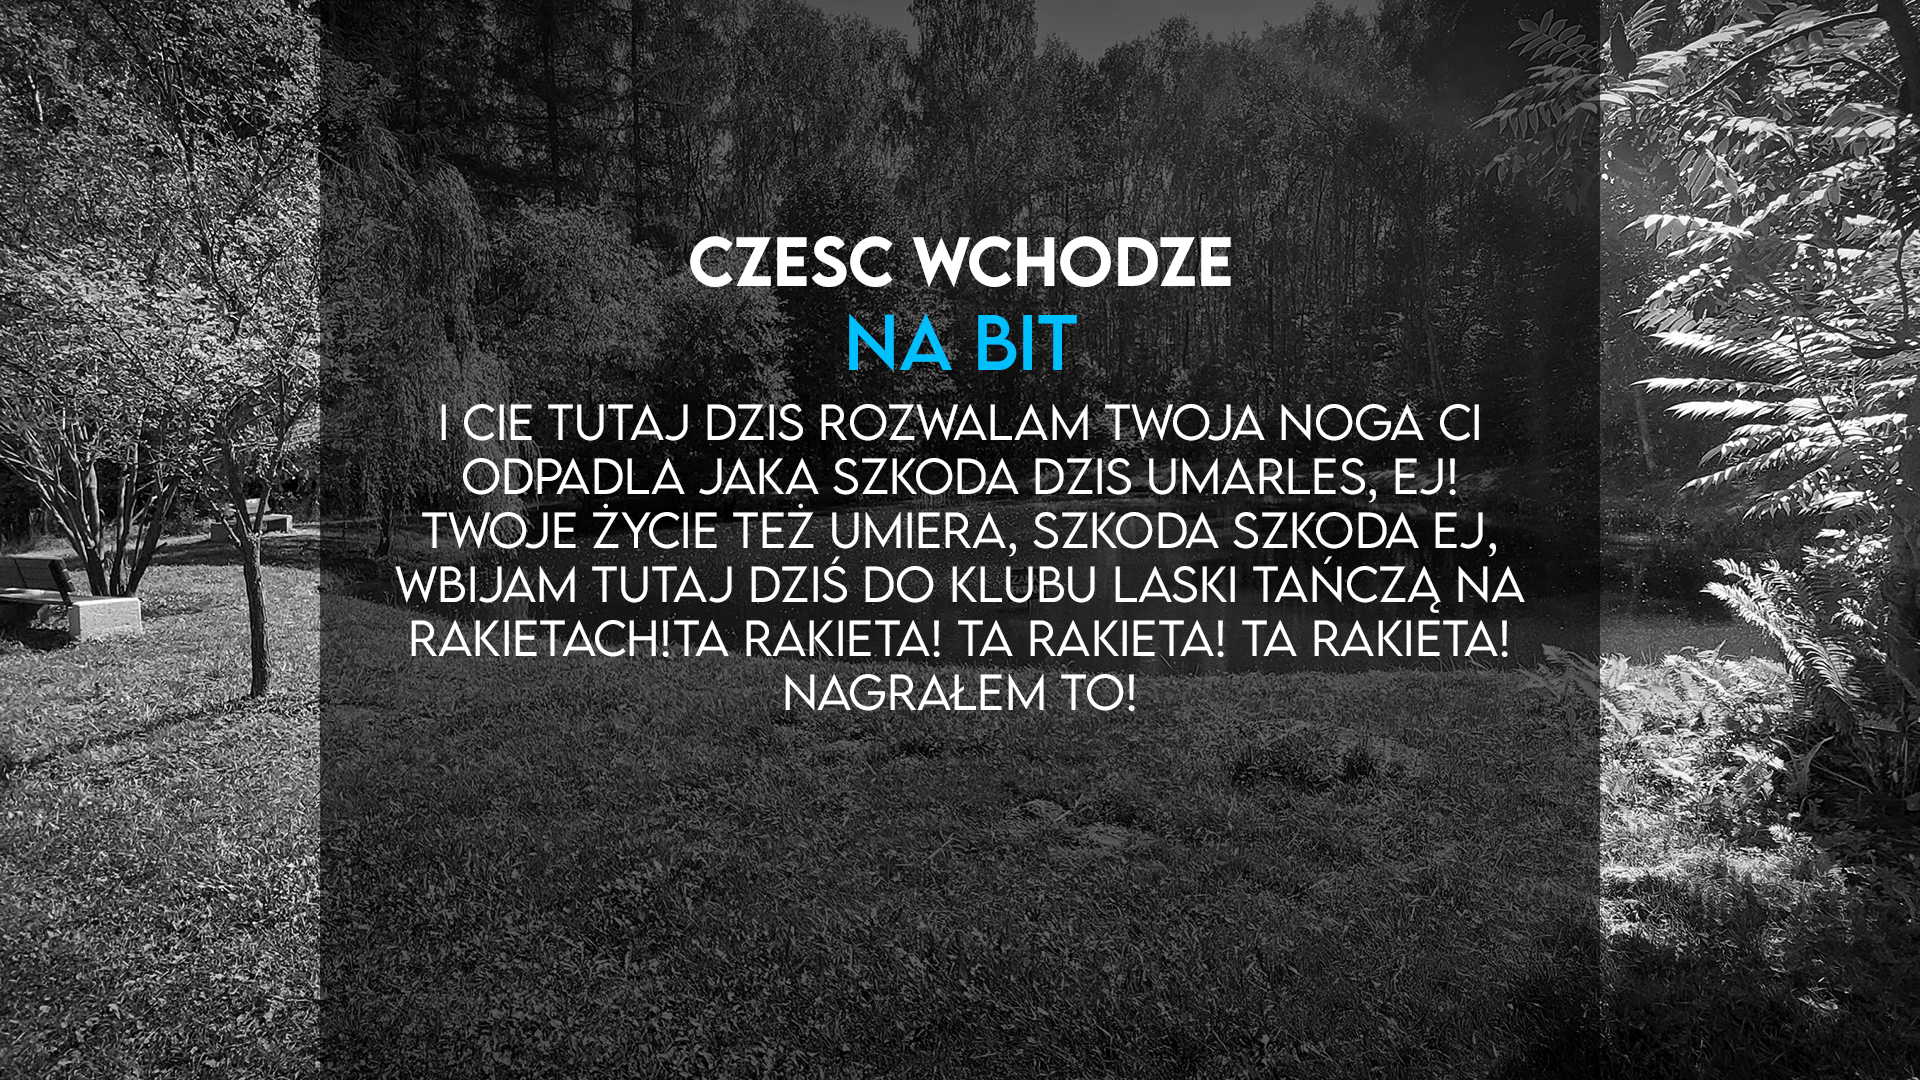 CZESC WCHODZE
NA BIT
I CIE TUTAJ DZIS ROZWALAM TWOJA NOGA CI
ODPADLA JAKA SZKODA DZIS UMARLES, EJ!
TWOJE ŻYCIE TEŻ UMIERA, SZKODA SZKODA EJ,
WBIJAM TUTAJ DZIŚ DO KLUBU LASKI TAŃCZĄ NA
RAKIETACH!TA RAKIETA! TA RAKIETA! TA RAKIETA!
NAGRAŁEM TO!